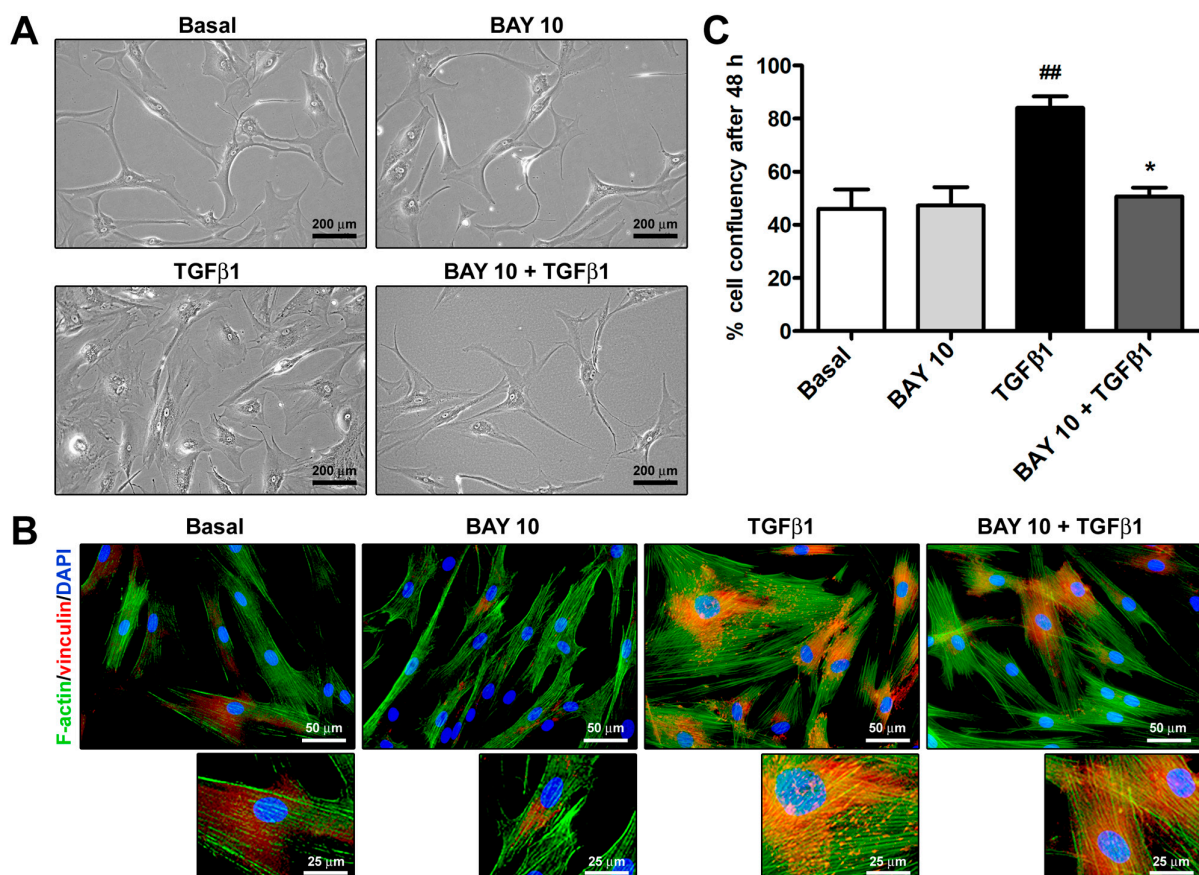 A
Basal
BAY 10
200 μm
200 μm
TGFβ1
BAY 10 + TGFβ1
200 μm
200 μm
C
% cell confluency after 48 h
100
80
60
40
20
0
##
*
Basal
BAY 10
TGFβ1
BAY 10 + TGFβ1
B
Basal
BAY 10
TGFβ1
BAY 10 + TGFβ1
F-actin/vinculin/DAPI
50 μm
50 μm
50 μm
50 μm
25 μm
25 μm
25 μm
25 μm